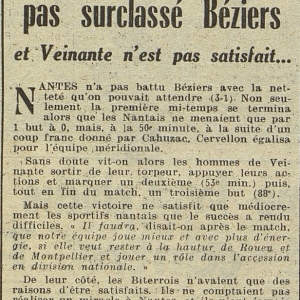 pas surclassé Béziers
et Veinante n'est pas satisfait...
NANTES n'a pas battu Béziers avec la net-
teté qu'on pouvait attendre (3-1). Non seu-
lement la première mi-temps se termina
alors que les Nantais ne menaient que par
1 but à 0, mais, à la 50e minute, à la suite d'un
coup franc donné par Cahuzac, Cervellon égalisa
pour l'équipe méridionale.
Sans doute vit-on alors les hommes de Vei-
nante sortir de leur, torpeur, appuyer leurs ac-
tions et marquer un deuxième (55e min.) puis,
tout en fin du match, un troisième but (88e).
Mais cette victoire ne satisfit que médiocre-
ment les sportifs nantais que le succès a rendu
difficiles. « Il faudra, disait-on après le match,
que notre équipe joue mieux et avec plus d'éner-
gie, si elle veut rester à la hauteur de Rouen et
de Montpellier et jouer un rôle dans l'accession
en division nationale. »
De leur côté, les Biterrois n'avaient que des
raisons d'être satisfaits. Ils ne comptaient pas